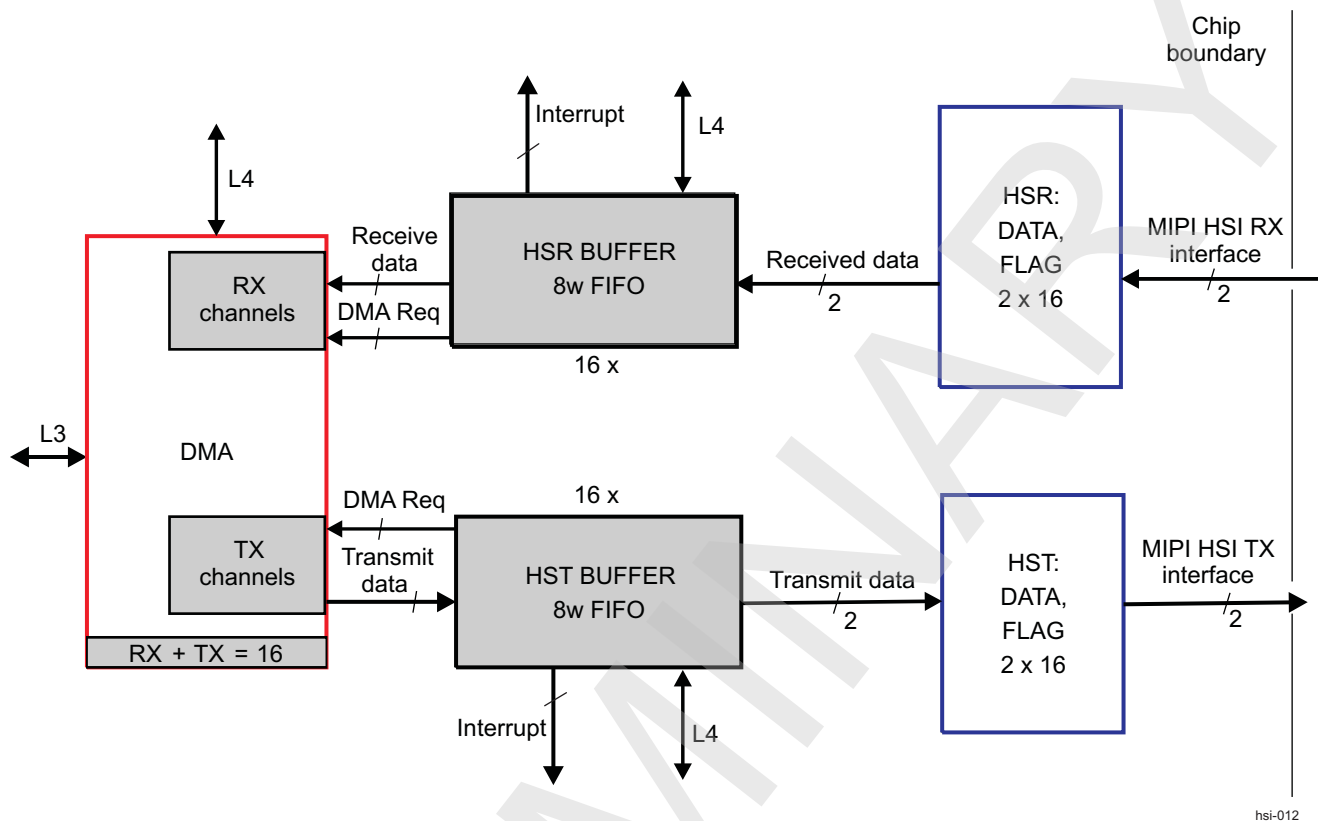 Chip
boundary
Interrupt
L4
L4
HSR:
DATA,
FLAG
2 x 16
MIPI HSI RX
interface
2
Receive
data
HSR BUFFER
8w FIFO
Received data
2
RX
channels
DMA Req
16 x
L3
DMA
16 x
DMA Req
TX
channels
Transmit
data
HST BUFFER
8w FIFO
Transmit data
2
HST:
DATA,
FLAG
2 x 16
MIPI HSI TX
interface
2
RX + TX = 16
Interrupt
L4
hsi-012
MINARY